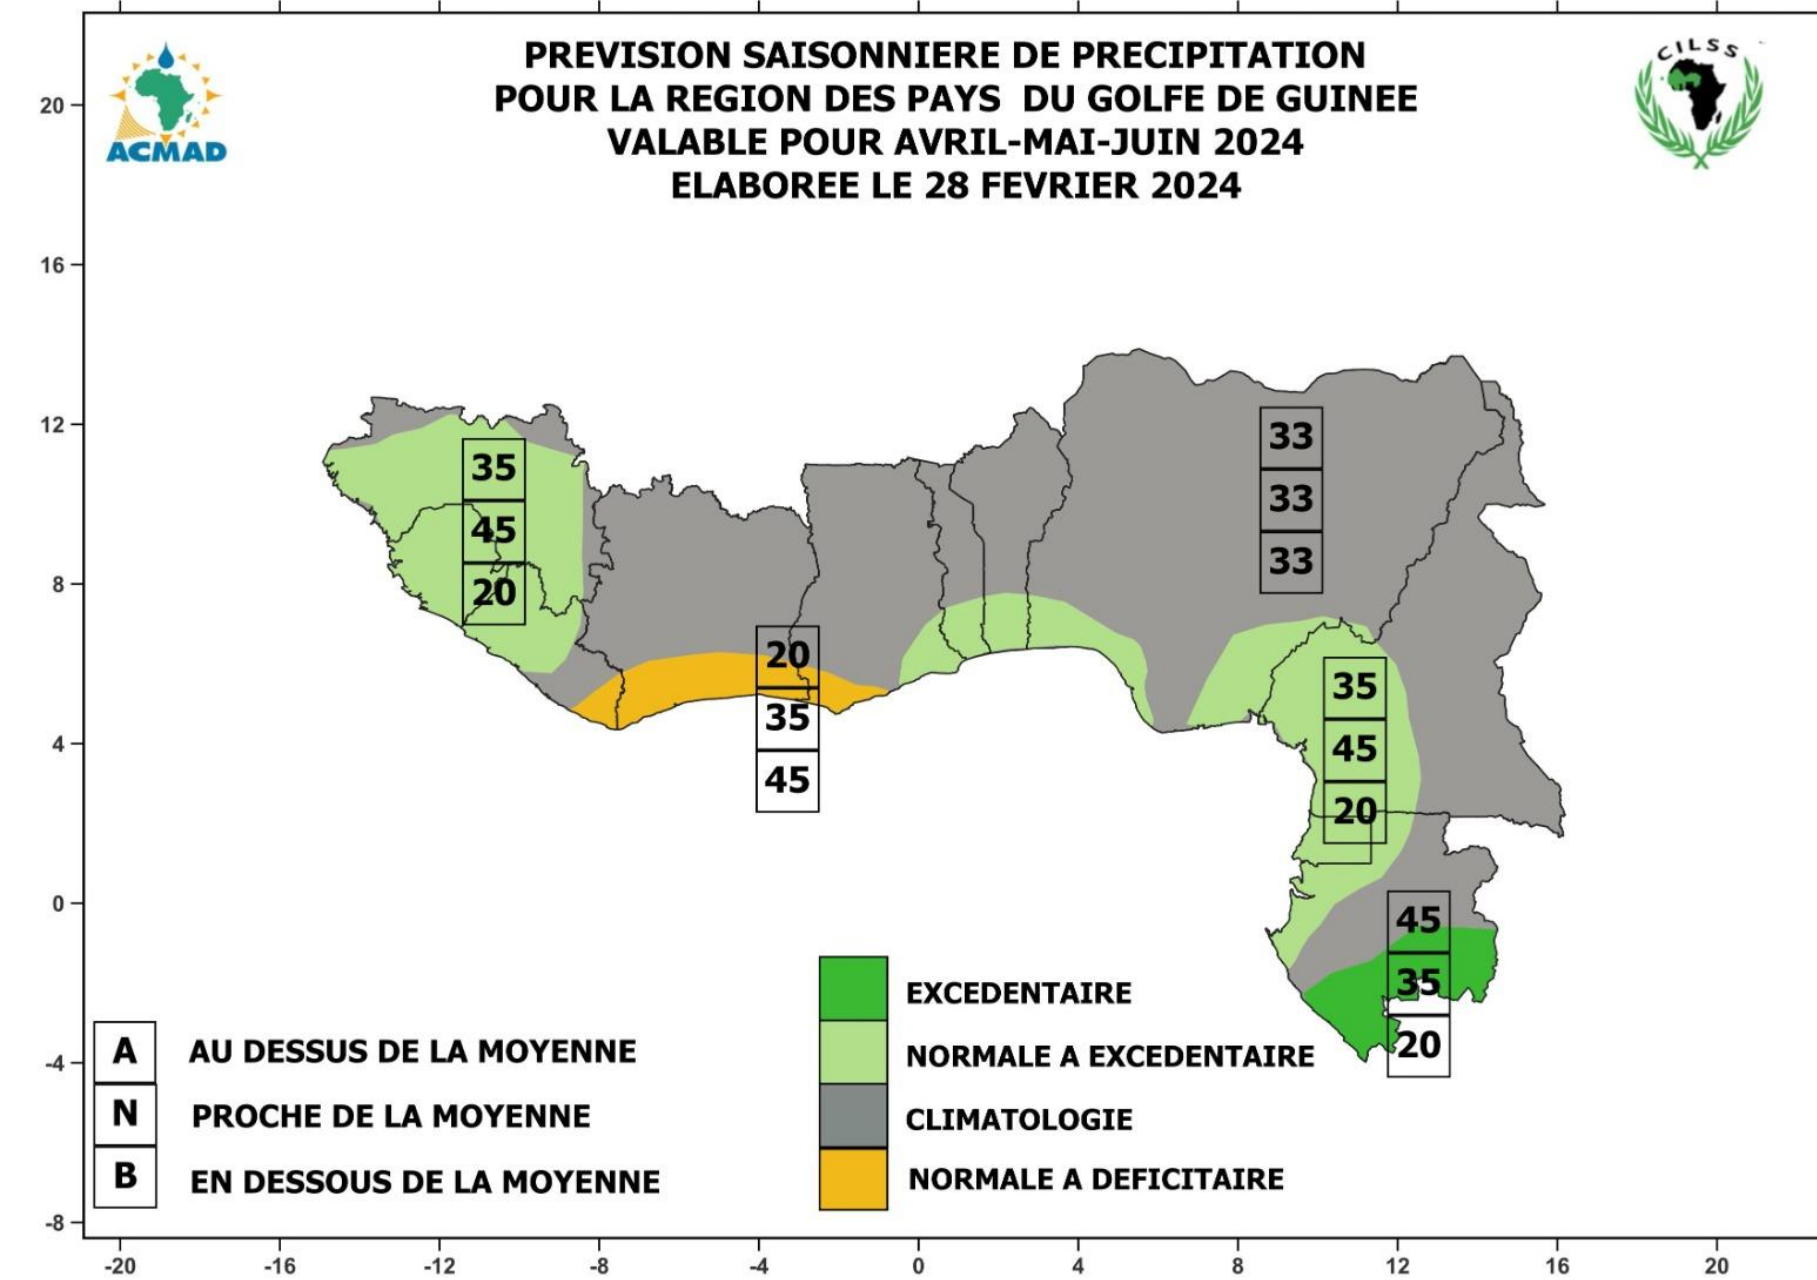 PREVISION SAISONNIERE DE PRECIPITATION
POUR LA REGION DES PAYS DU GOLFE DE GUINEE
VALABLE POUR AVRIL-MAI-JUIN 2024
ELABOREE LE 28 FEVRIER 2024
ACMAD
CILSS
20
16
12
8
4
0
-4
-8
35
45
20
20
35
45
33
33
33
35
45
20
45
35
20
A AU DESSUS DE LA MOYENNE
N PROCHE DE LA MOYENNE
B EN DESSOUS DE LA MOYENNE
EXCEDENTAIRE
NORMALE A EXCEDENTAIRE
CLIMATOLOGIE
NORMALE A DEFICITAIRE
-20 -16 -12 -8 -4 0 4 8 12 16 20